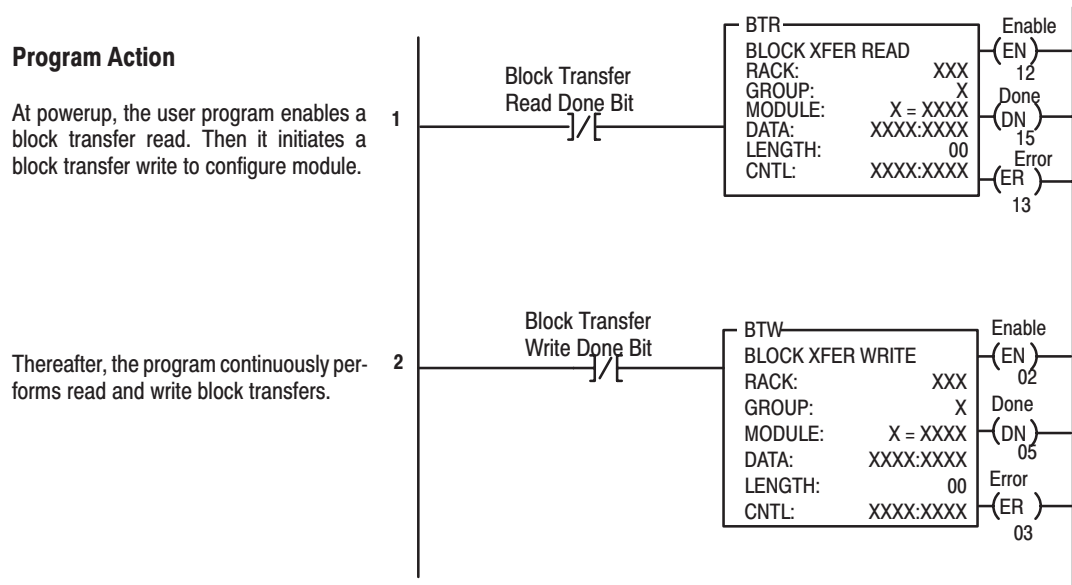 Program Action
At powerup, the user program enables a
block transfer read. Then it initiates a
block transfer write to configure module.
1
Block Transfer
Read Done Bit
BTR
BLOCK XFER READ
RACK: XXX
GROUP: X
MODULE: X = XXXX
DATA: XXXX:XXXX
LENGTH: 00
CNTL: XXXX:XXXX
Enable
EN
12
Done
DN
15
Error
ER
13
Thereafter, the program continuously per-
forms read and write block transfers.
2
Block Transfer
Write Done Bit
BTW
BLOCK XFER WRITE
RACK: XXX
GROUP: X
MODULE: X = XXXX
DATA: XXXX:XXXX
LENGTH: 00
CNTL: XXXX:XXXX
Enable
EN
02
Done
DN
05
Error
ER
03